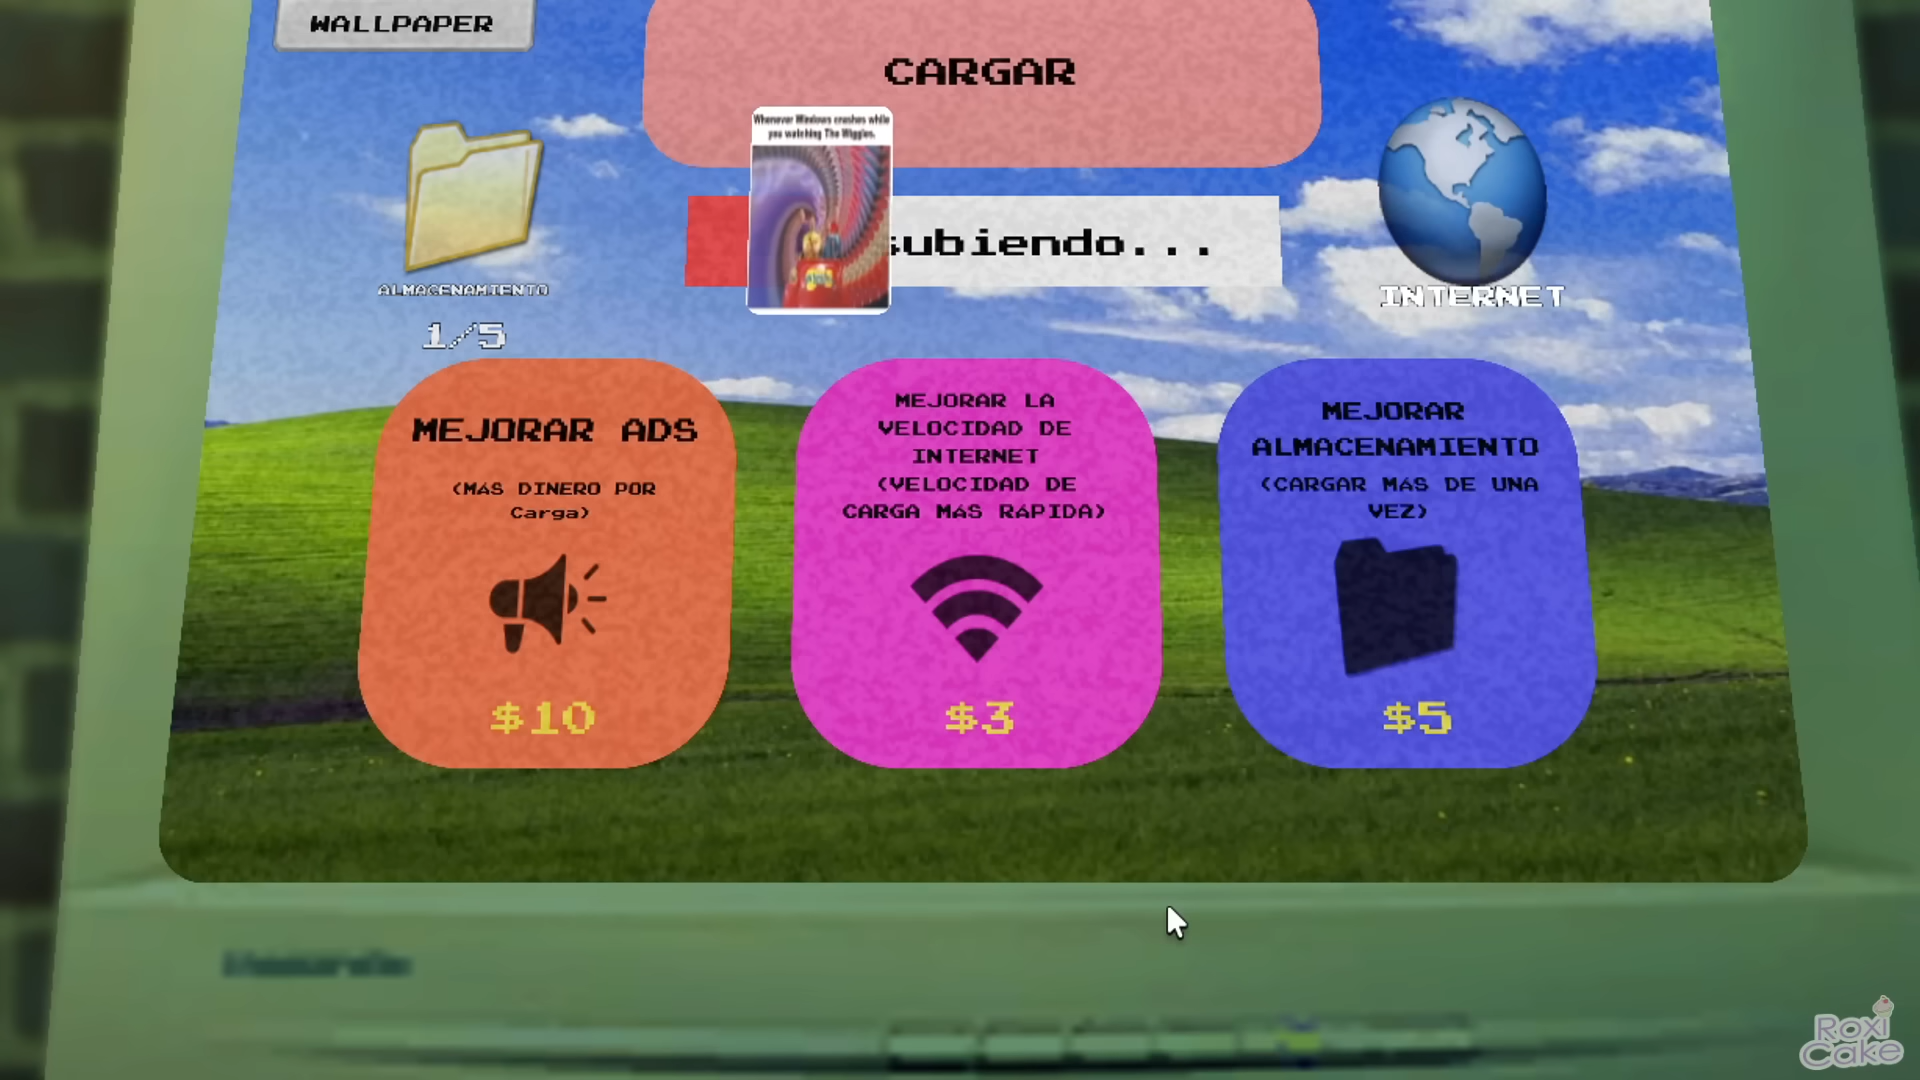 WALLPAPER
CARGAR
Whenever Windows crashes while
you watching The Wiggles.
subiendo...
ALMACENAMIENTO
1/5
INTERNET
MEJORAR ADS
(MÁS DINERO POR
Carga)
$10
MEJORAR LA
VELOCIDAD DE
INTERNET
(VELOCIDAD DE
CARGA MÁS RÁPIDA)
$3
MEJORAR
ALMACENAMIENTO
(CARGAR MÁS DE UNA
VEZ)
$5
Roxi
Cake